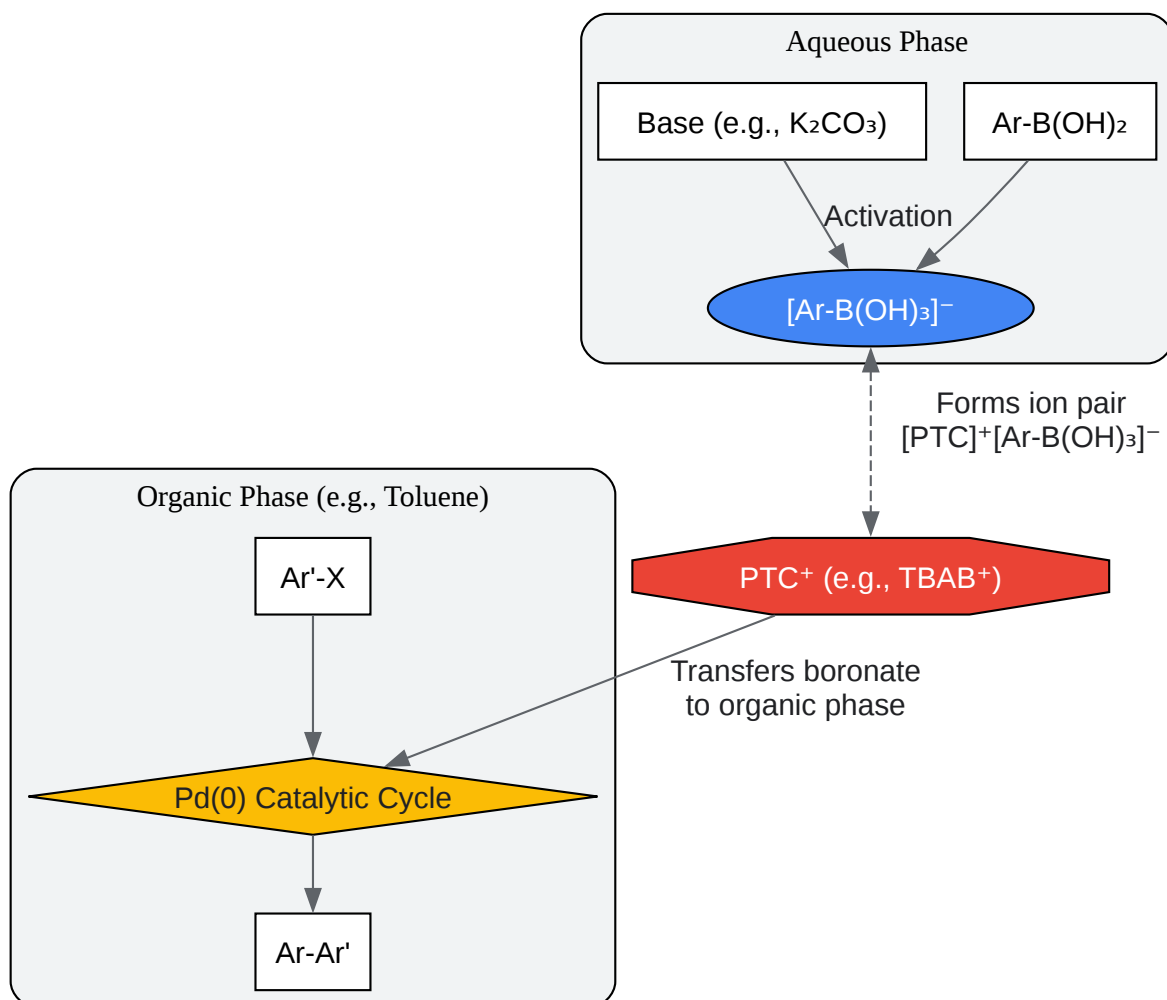 Aqueous Phase
Base (e.g., K₂CO₃)
Ar-B(OH)₂
Activation
[Ar-B(OH)₃]⁻
Forms ion pair
[PTC]⁺[Ar-B(OH)₃]⁻
Organic Phase (e.g., Toluene)
Ar'-X
PTC⁺ (e.g., TBAB⁺)
Transfers boronate
to organic phase
Pd(0) Catalytic Cycle
Ar-Ar'